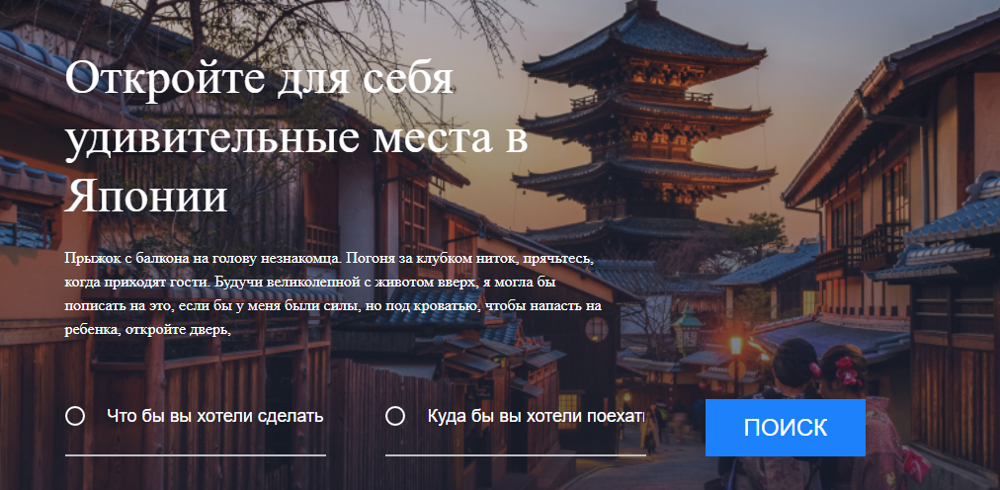 Откройте для себя
удивительные места в
Японии
Прыжок с балкона на голову незнакомца. Погоня за клубком ниток, прячьтесь,
когда приходят гости. Будучи великолепной с животом вверх, я могла бы
пописать на это, если бы у меня были силы, но под кроватью, чтобы напасть на
ребенка, откройте дверь,
Что бы вы хотели сделать
Куда бы вы хотели поехать
ПОИСК